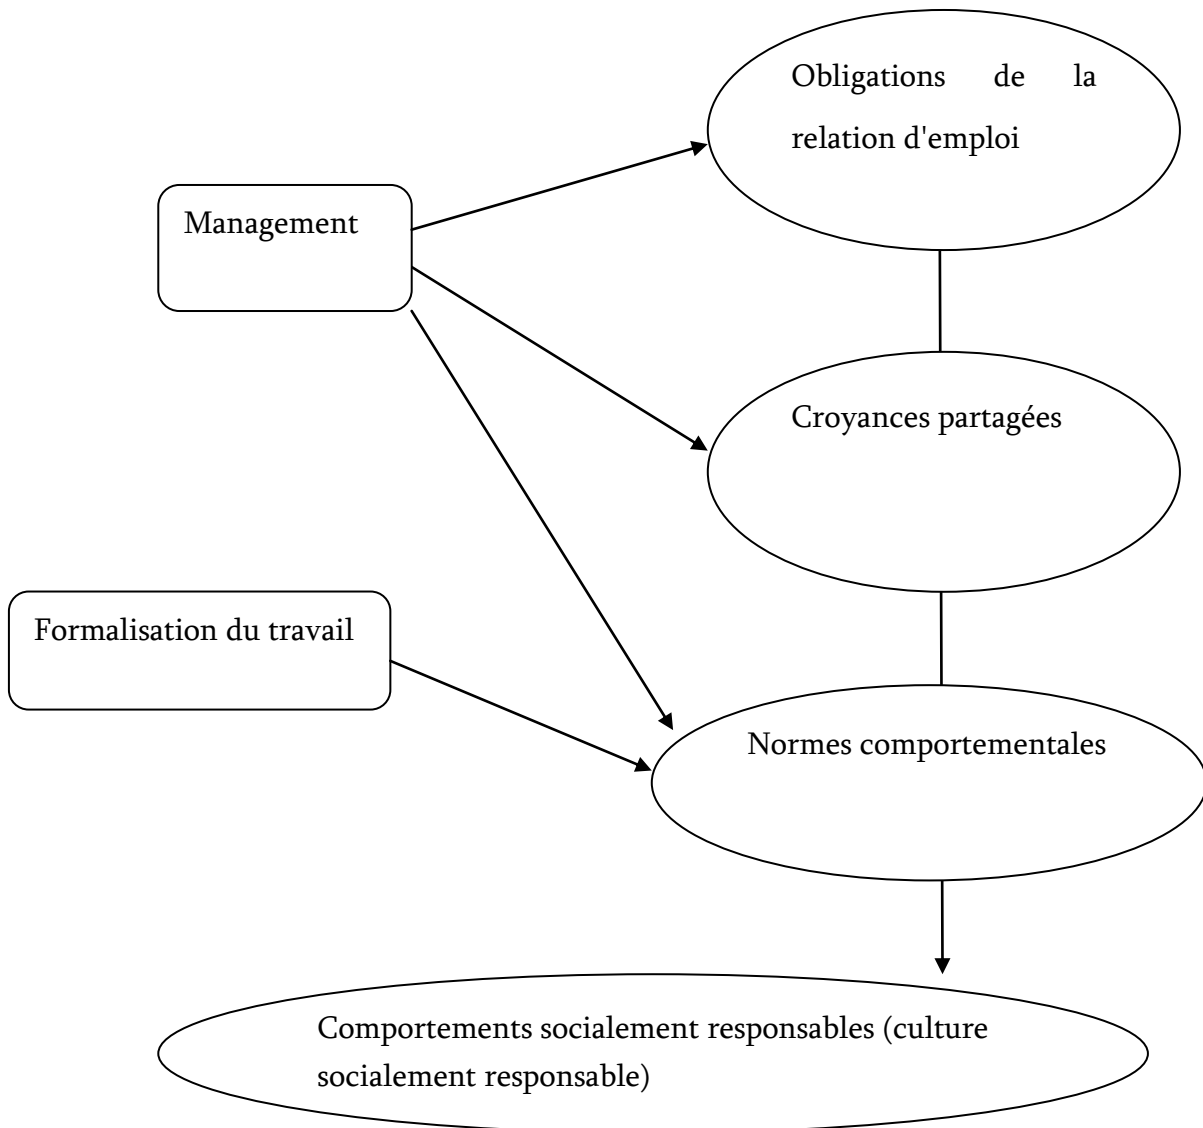 Obligations de la
relation d'emploi
Management
Croyances partagées
Formalisation du travail
Normes comportementales
Comportements socialement responsables (culture
socialement responsable)